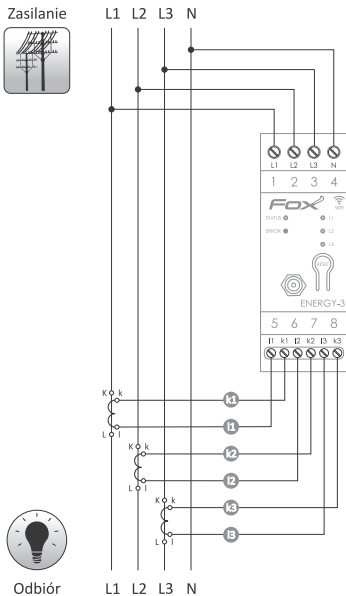 Zasilanie L1 L2 L3 N
L1 L2 L3 N
1 2 3 4
Fox WiFi
STATUS L1
ERROR L2
L3
RESET
ENERGY-3
5 6 7 8
l1 k1 l2 k2 l3 k3
K k
k1
l1
L l
K k
k2
l2
L l
K k
k3
l3
L l
Odbiór L1 L2 L3 N